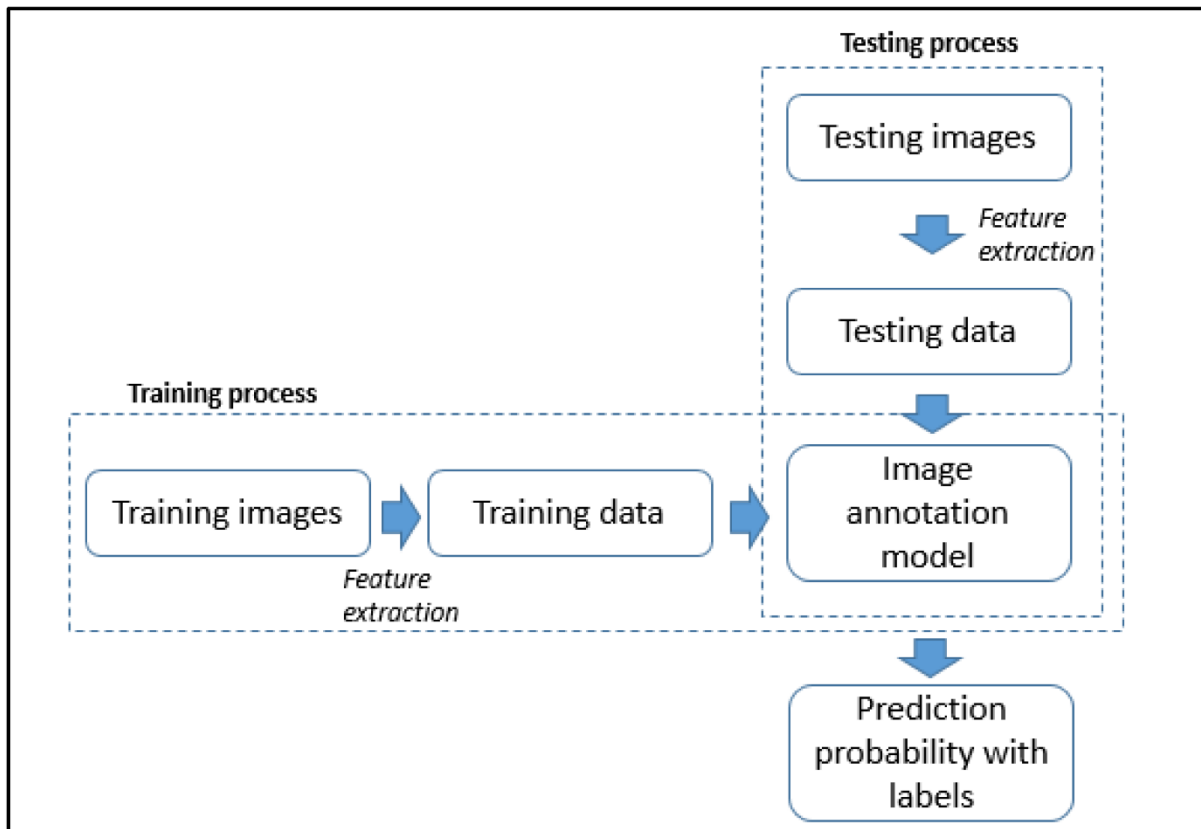 Testing process
Testing images
Feature
extraction
Testing data
Training process
Training images
Feature
extraction
Training data
Image
annotation
model
Prediction
probability with
labels